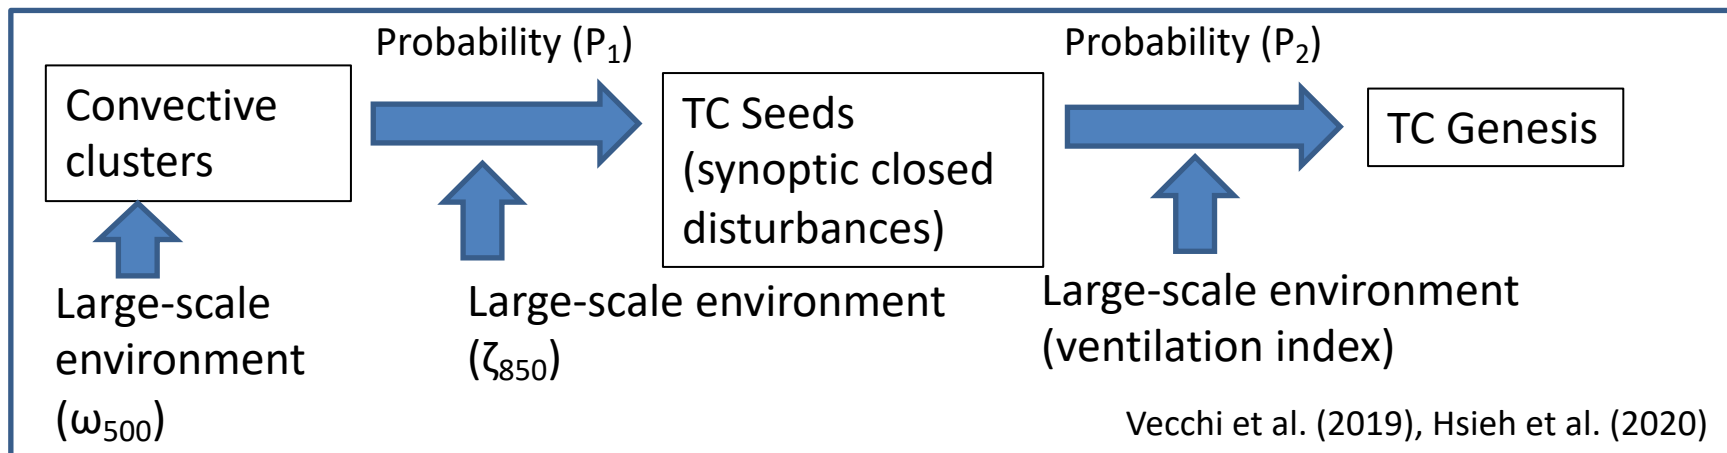 Probability (P₁)
Probability (P₂)
Convective
clusters
TC Seeds
(synoptic closed
disturbances)
TC Genesis
Large-scale
environment
(ω₅₀₀)
Large-scale environment
(ζ₈₅₀)
Large-scale environment
(ventilation index)
Vecchi et al. (2019), Hsieh et al. (2020)